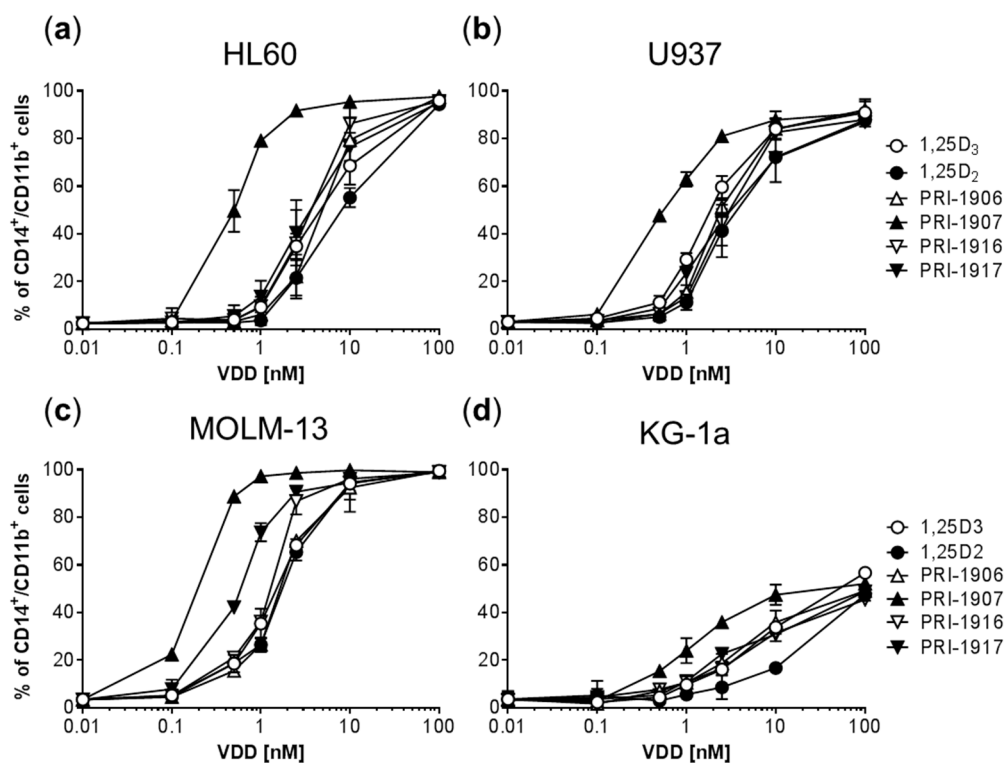 (a)
HL60
% of CD14+/CD11b+ cells
100
80
60
40
20
0
0.01 0.1 1 10 100
VDD [nM]
(b)
U937
100
80
60
40
20
0
0.01 0.1 1 10 100
VDD [nM]
1,25D3
1,25D2
PRI-1906
PRI-1907
PRI-1916
PRI-1917
(c)
MOLM-13
% of CD14+/CD11b+ cells
100
80
60
40
20
0
0.01 0.1 1 10 100
VDD [nM]
(d)
KG-1a
100
80
60
40
20
0
0.01 0.1 1 10 100
VDD [nM]
1,25D3
1,25D2
PRI-1906
PRI-1907
PRI-1916
PRI-1917